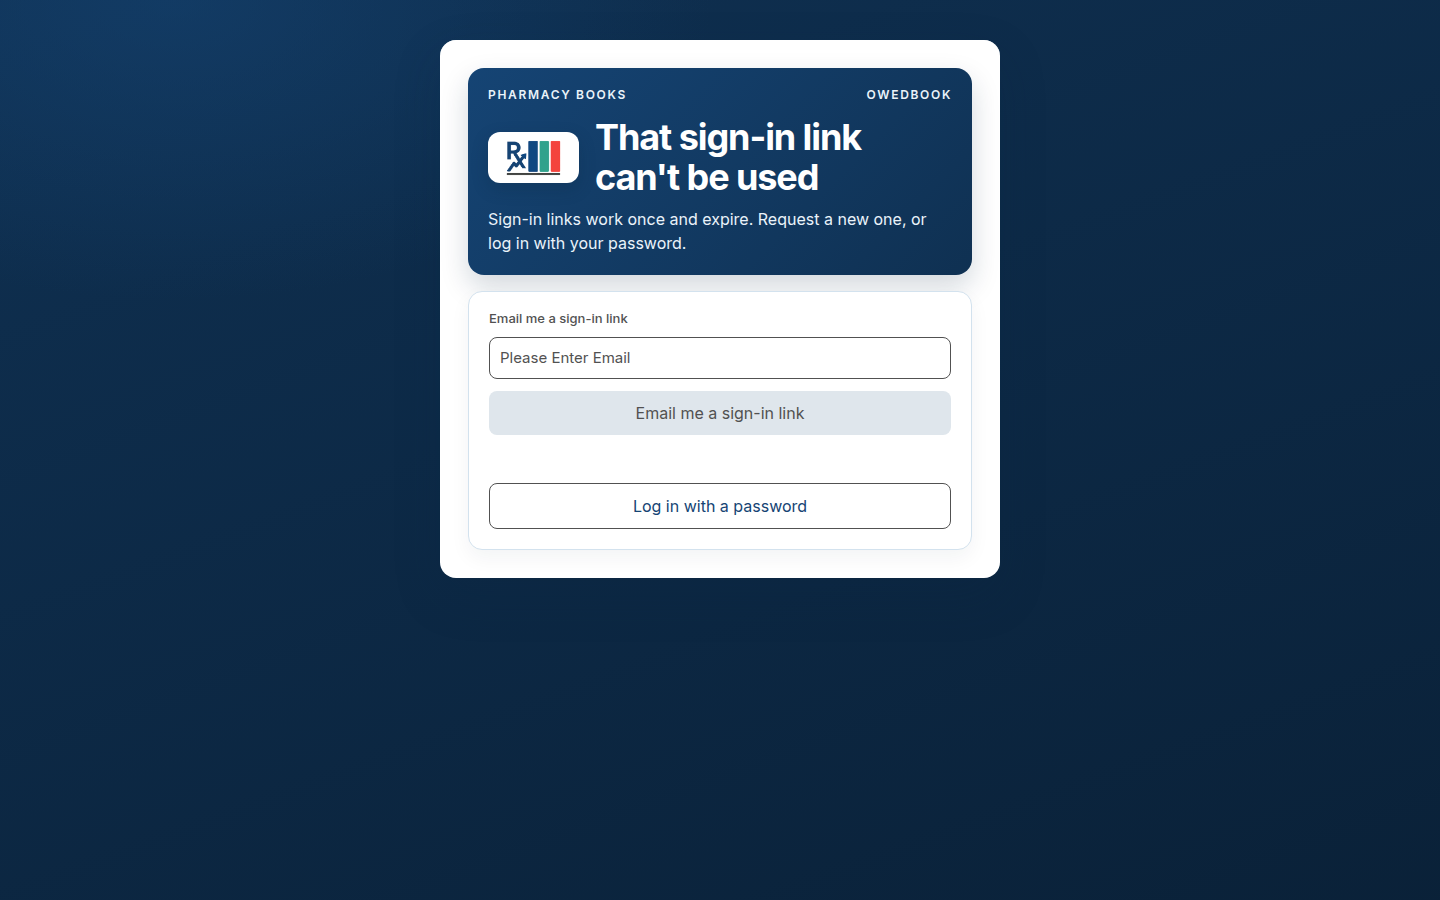 PHARMACY BOOKS
OWEDBOOK
Rx
That sign-in link
can't be used
Sign-in links work once and expire. Request a new one, or
log in with your password.
Email me a sign-in link
Please Enter Email
Email me a sign-in link
Log in with a password